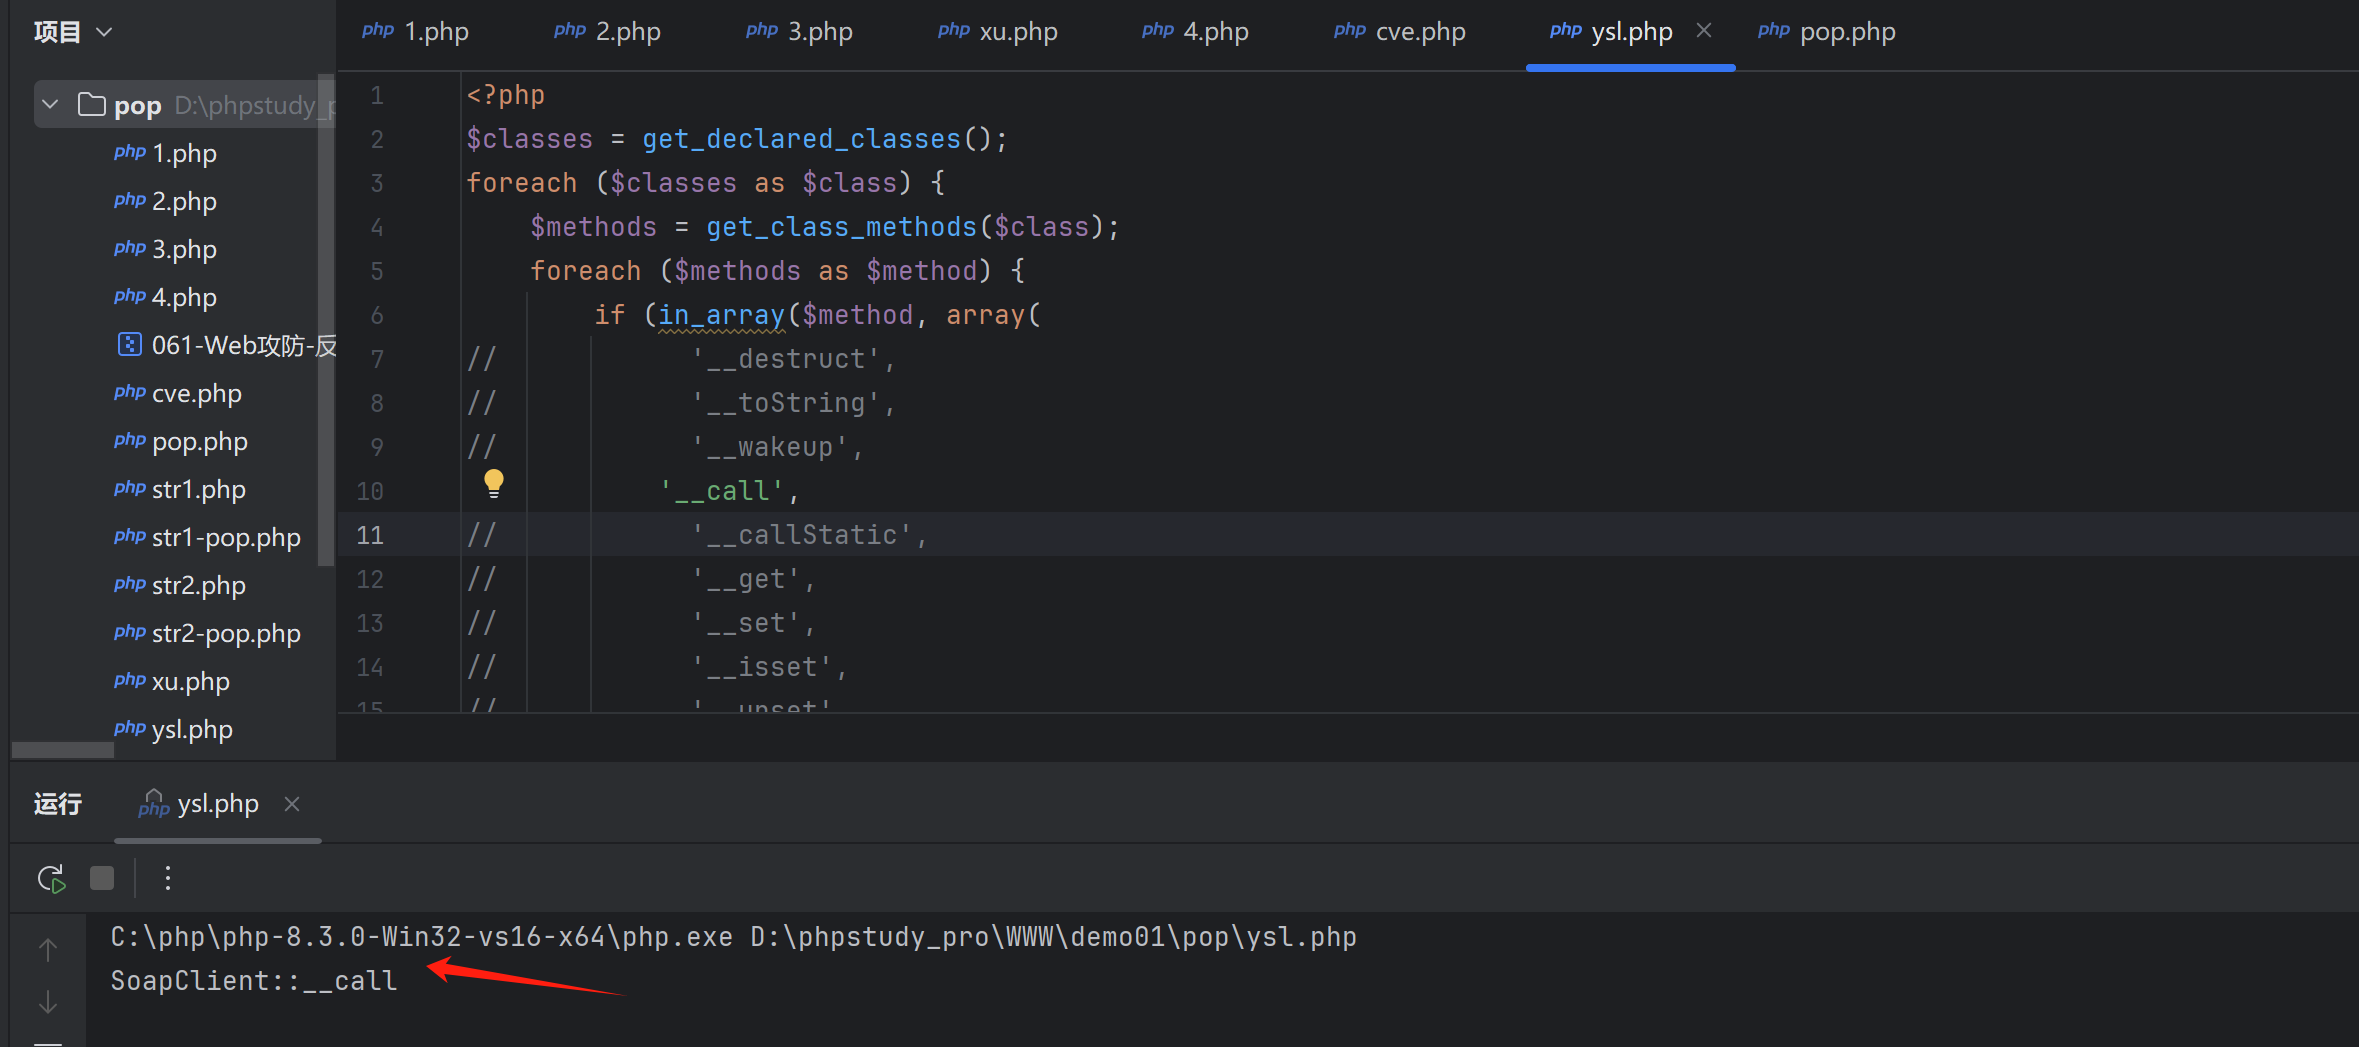 项目
php 1.php
php 2.php
php 3.php
php xu.php
php 4.php
php cve.php
php ysl.php
php pop.php
pop D:\phpstudy_p
php 1.php
php 2.php
php 3.php
php 4.php
061-Web攻防-反
php cve.php
php pop.php
php str1.php
php str1-pop.php
php str2.php
php str2-pop.php
php xu.php
php ysl.php
1 <?php
2 $classes = get_declared_classes();
3 foreach ($classes as $class) {
4 $methods = get_class_methods($class);
5 foreach ($methods as $method) {
6 if (in_array($method, array(
7 // '__destruct',
8 // '__toString',
9 // '__wakeup',
10 '__call',
11 // '__callStatic',
12 // '__get',
13 // '__set',
14 // '__isset',
15 // '__unset'
运行
php ysl.php
C:\php\php-8.3.0-Win32-vs16-x64\php.exe D:\phpstudy_pro\WWW\demo01\pop\ysl.php
SoapClient::__call